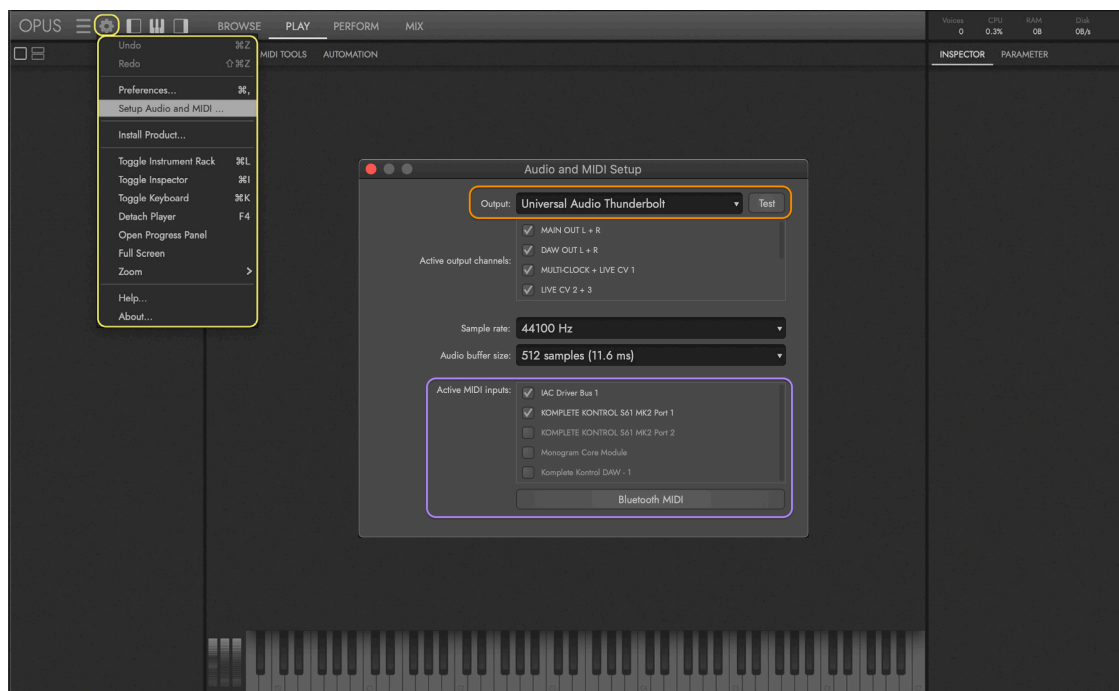 OPUS BROWSE PLAY PERFORM MIX
Voices CPU RAM Disk
0 0.3% 0B 0B/s
MIDI TOOLS AUTOMATION
INSPECTOR PARAMETER
Undo ⌘Z
Redo ⇧⌘Z
Preferences... ⌘,
Setup Audio and MIDI ...
Install Product...
Toggle Instrument Rack ⌘L
Toggle Inspector ⌘I
Toggle Keyboard ⌘K
Detach Player F4
Open Progress Panel
Full Screen
Zoom >
Help...
About...
Audio and MIDI Setup
Output: Universal Audio Thunderbolt Test
Active output channels:
MAIN OUT L + R
DAW OUT L + R
MULTI-CLOCK + LIVE CV 1
LIVE CV 2 + 3
Sample rate: 44100 Hz
Audio buffer size: 512 samples (11.6 ms)
Active MIDI inputs:
IAC Driver Bus 1
KOMPLETE KONTROL S61 MK2 Port 1
KOMPLETE KONTROL S61 MK2 Port 2
Monogram Core Module
Komplete Kontrol DAW - 1
Bluetooth MIDI